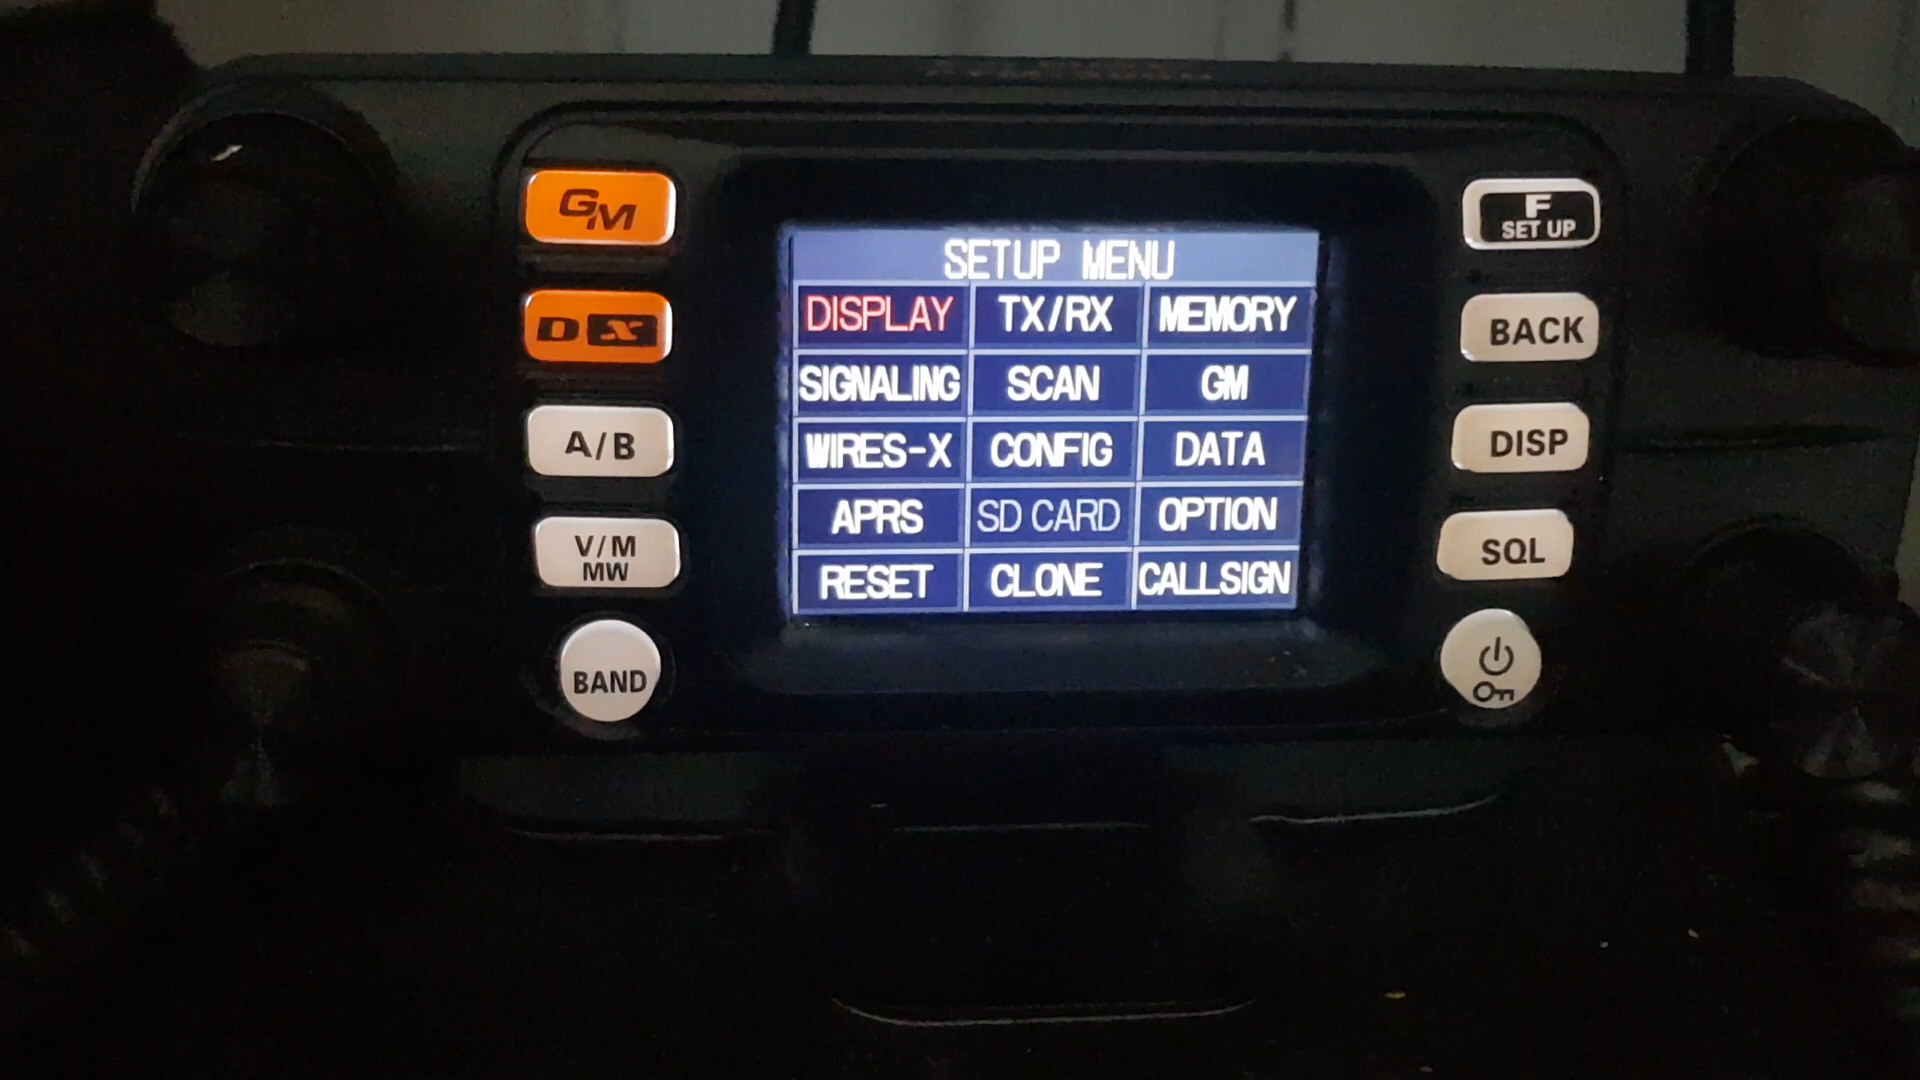 GM
F
SET UP
SETUP MENU
DISPLAY TX/RX MEMORY
DX
BACK
SIGNALING SCAN GM
A/B
WIRES-X CONFIG DATA
DISP
APRS SD CARD OPTION
V/M
MW
SQL
RESET CLONE CALLSIGN
BAND